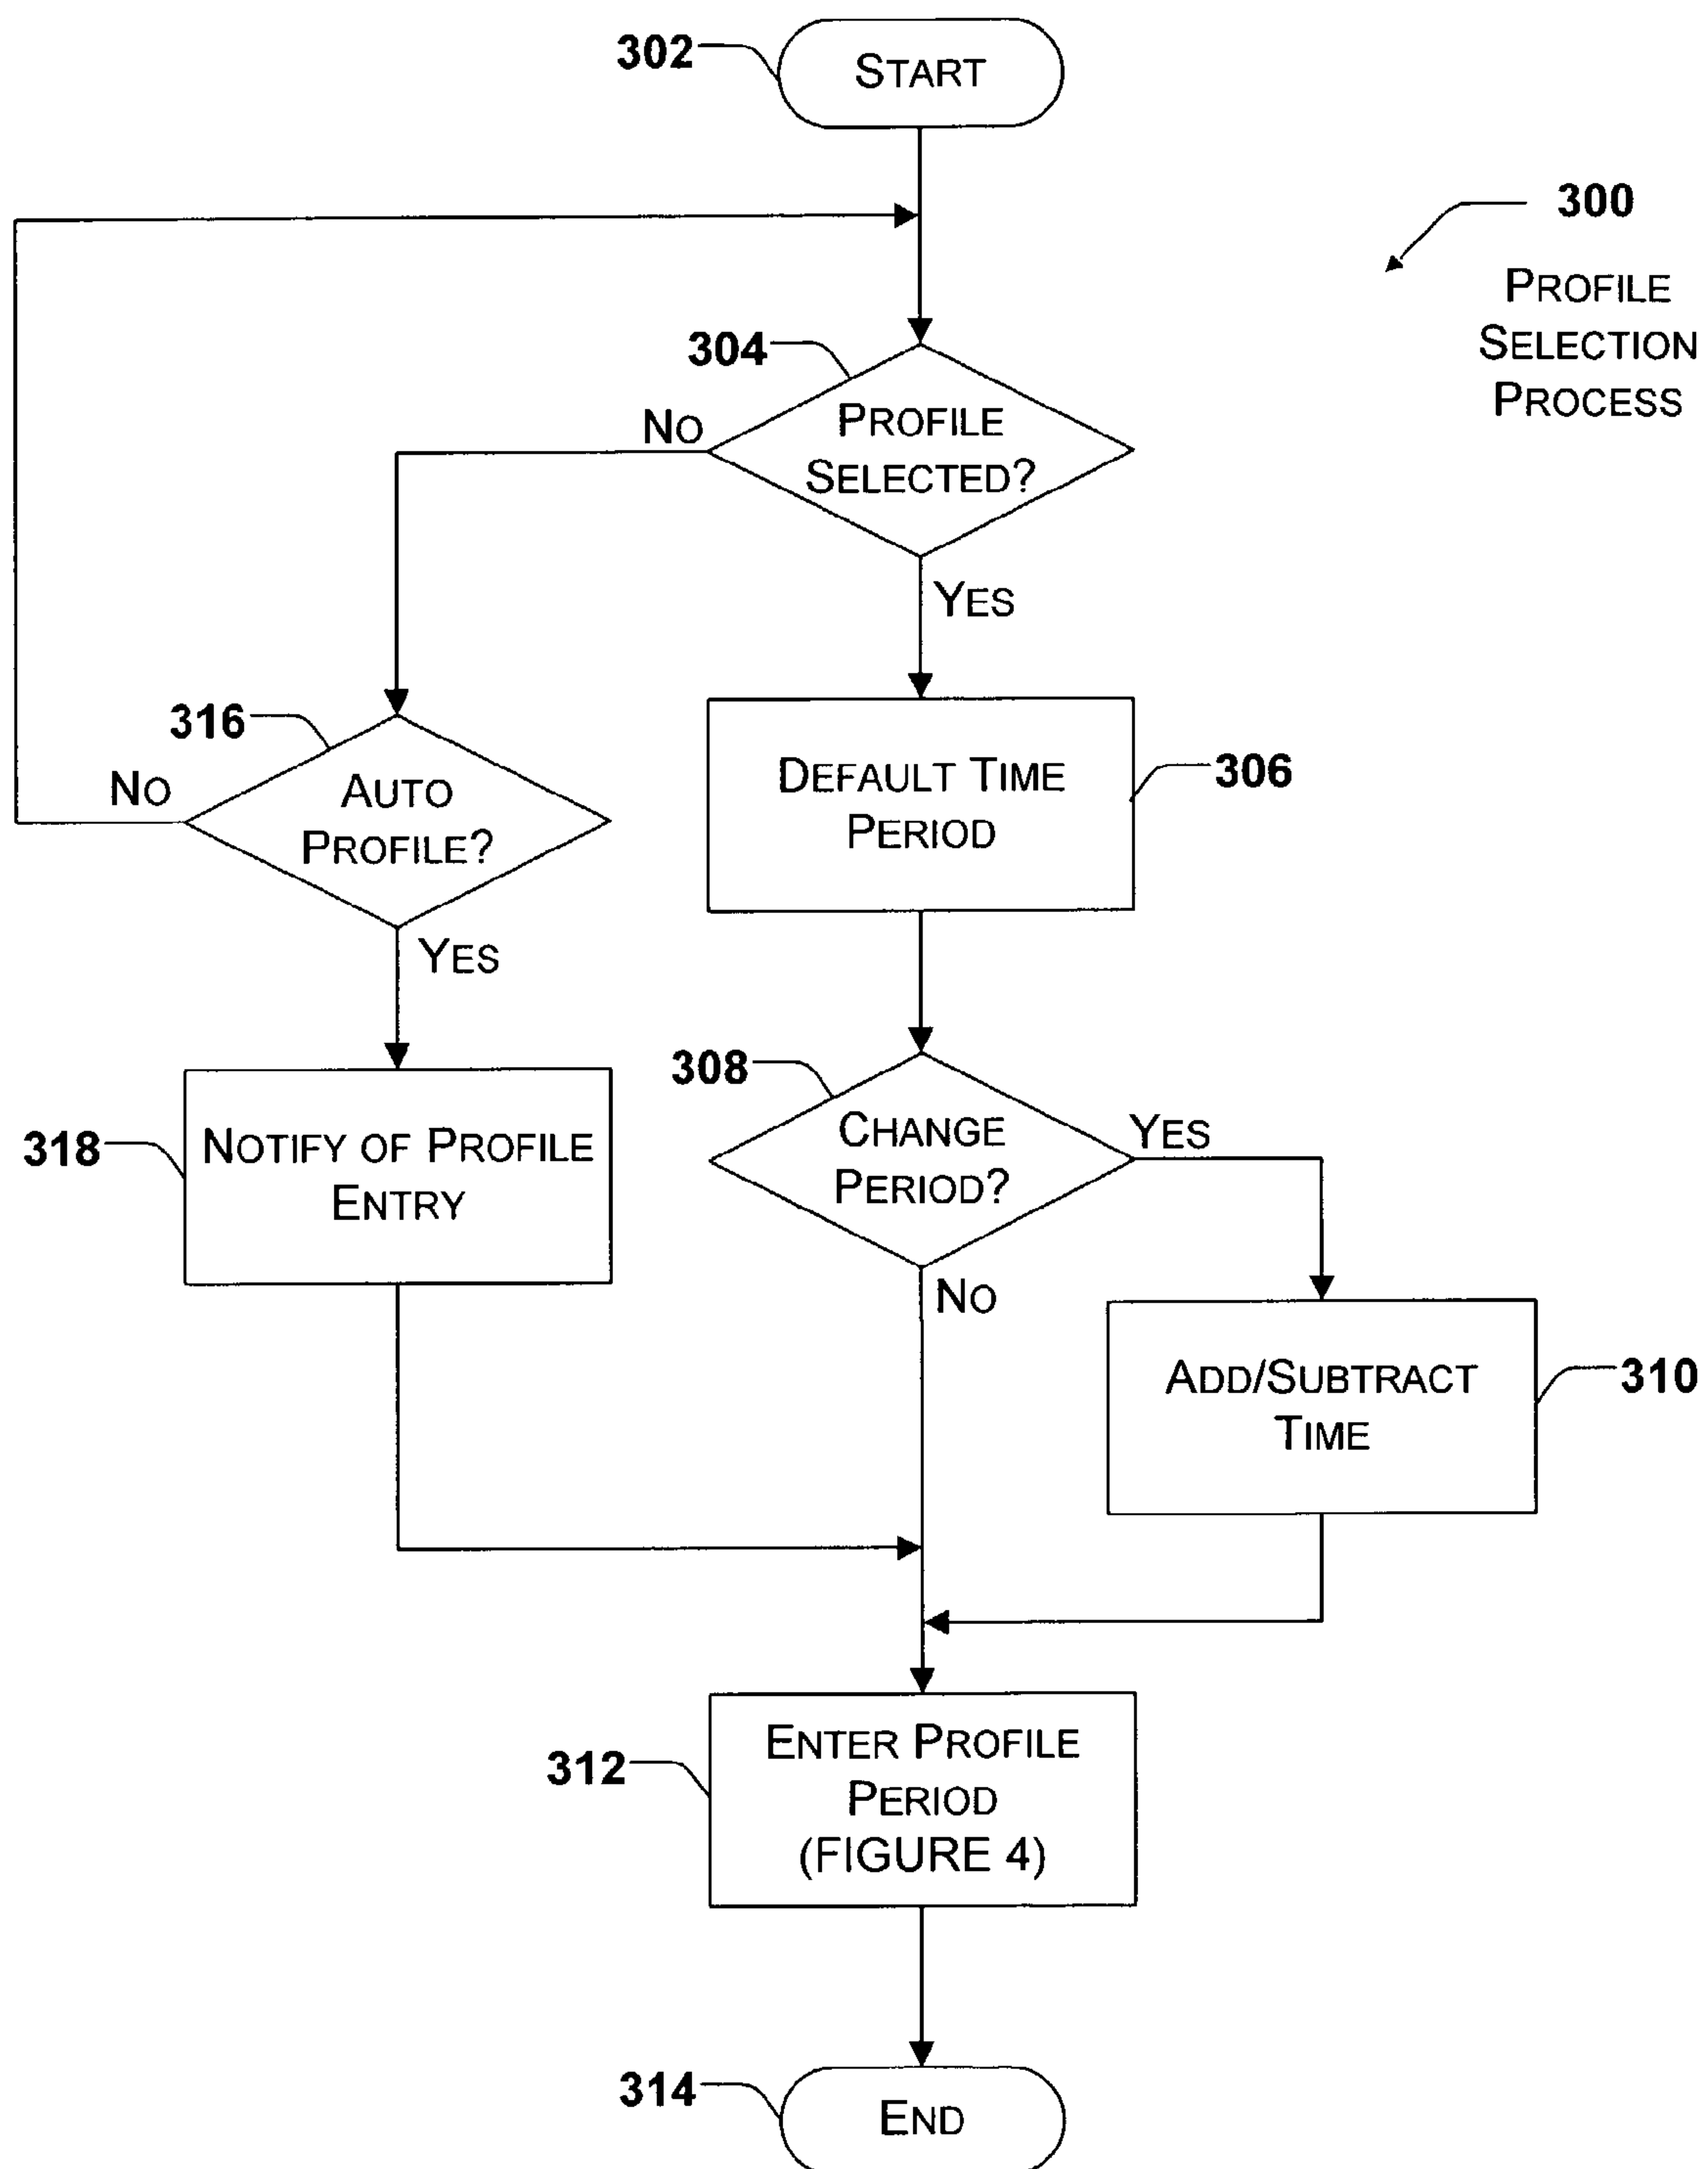 302
START
300
PROFILE
SELECTION
PROCESS
304
PROFILE
SELECTED?
NO
YES
316
AUTO
PROFILE?
NO
YES
DEFAULT TIME
PERIOD
306
308
CHANGE
PERIOD?
YES
NO
318
NOTIFY OF PROFILE
ENTRY
ADD/SUBTRACT
TIME
310
312
ENTER PROFILE
PERIOD
(FIGURE 4)
314
END